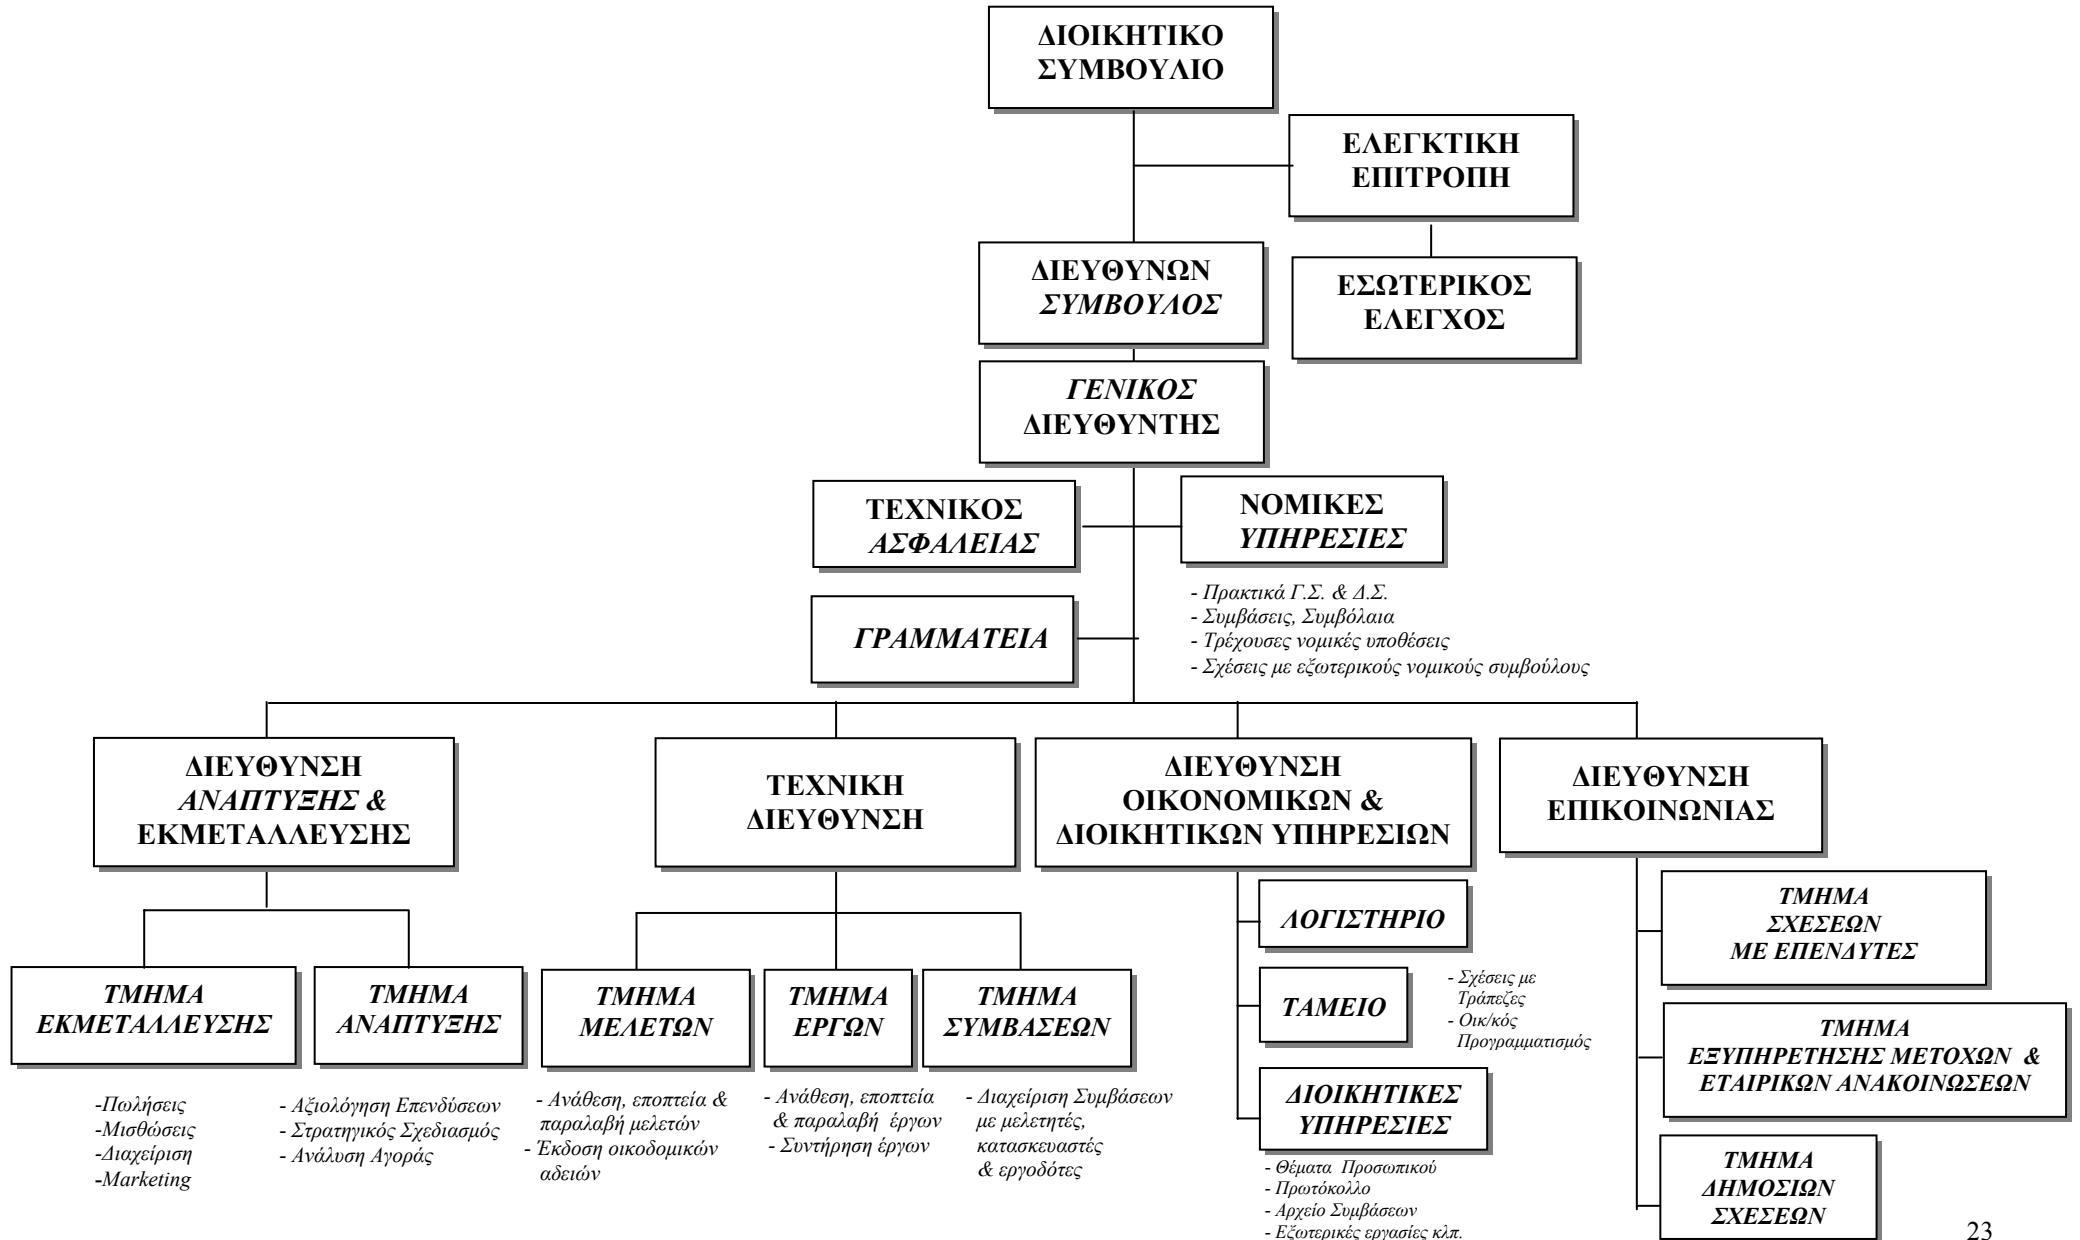 ΔΙΟΙΚΗΤΙΚΟ
ΣΥΜΒΟΥΛΙΟ
ΕΛΕΓΚΤΙΚΗ
ΕΠΙΤΡΟΠΗ
ΔΙΕΥΘΥΝΩΝ
ΣΥΜΒΟΥΛΟΣ
ΕΣΩΤΕΡΙΚΟΣ
ΕΛΕΓΧΟΣ
ΓΕΝΙΚΟΣ
ΔΙΕΥΘΥΝΤΗΣ
ΤΕΧΝΙΚΟΣ
ΑΣΦΑΛΕΙΑΣ
ΝΟΜΙΚΕΣ
ΥΠΗΡΕΣΙΕΣ
- Πρακτικά Γ.Σ. & Δ.Σ.
- Συμβάσεις, Συμβόλαια
- Τρέχουσες νομικές υποθέσεις
- Σχέσεις με εξωτερικούς νομικούς συμβούλους
ΓΡΑΜΜΑΤΕΙΑ
ΔΙΕΥΘΥΝΣΗ
ΑΝΑΠΤΥΞΗΣ &
ΕΚΜΕΤΑΛΛΕΥΣΗΣ
ΤΕΧΝΙΚΗ
ΔΙΕΥΘΥΝΣΗ
ΔΙΕΥΘΥΝΣΗ
ΟΙΚΟΝΟΜΙΚΩΝ &
ΔΙΟΙΚΗΤΙΚΩΝ ΥΠΗΡΕΣΙΩΝ
ΔΙΕΥΘΥΝΣΗ
ΕΠΙΚΟΙΝΩΝΙΑΣ
ΤΜΗΜΑ
ΕΚΜΕΤΑΛΛΕΥΣΗΣ
-Πωλήσεις
-Μισθώσεις
-Διαχείριση
-Marketing
ΤΜΗΜΑ
ΑΝΑΠΤΥΞΗΣ
- Αξιολόγηση Επενδύσεων
- Στρατηγικός Σχεδιασμός
- Ανάλυση Αγοράς
ΤΜΗΜΑ
ΜΕΛΕΤΩΝ
- Ανάθεση, εποπτεία &
παραλαβή μελετών
- Έκδοση οικοδομικών
αδειών
ΤΜΗΜΑ
ΕΡΓΩΝ
- Ανάθεση, εποπτεία
& παραλαβή έργων
- Συντήρηση έργων
ΤΜΗΜΑ
ΣΥΜΒΑΣΕΩΝ
- Διαχείριση Συμβάσεων
με μελετητές,
κατασκευαστές
& εργοδότες
ΛΟΓΙΣΤΗΡΙΟ
ΤΑΜΕΙΟ
- Σχέσεις με
Τράπεζες
- Οικ/κός
Προγραμματισμός
ΔΙΟΙΚΗΤΙΚΕΣ
ΥΠΗΡΕΣΙΕΣ
- Θέματα Προσωπικού
- Πρωτόκολλο
- Αρχείο Συμβάσεων
- Εξωτερικές εργασίες κλπ.
ΤΜΗΜΑ
ΣΧΕΣΕΩΝ
ΜΕ ΕΠΕΝΔΥΤΕΣ
ΤΜΗΜΑ
ΕΞΥΠΗΡΕΤΗΣΗΣ ΜΕΤΟΧΩΝ &
ΕΤΑΙΡΙΚΩΝ ΑΝΑΚΟΙΝΩΣΕΩΝ
ΤΜΗΜΑ
ΔΗΜΟΣΙΩΝ
ΣΧΕΣΕΩΝ
23